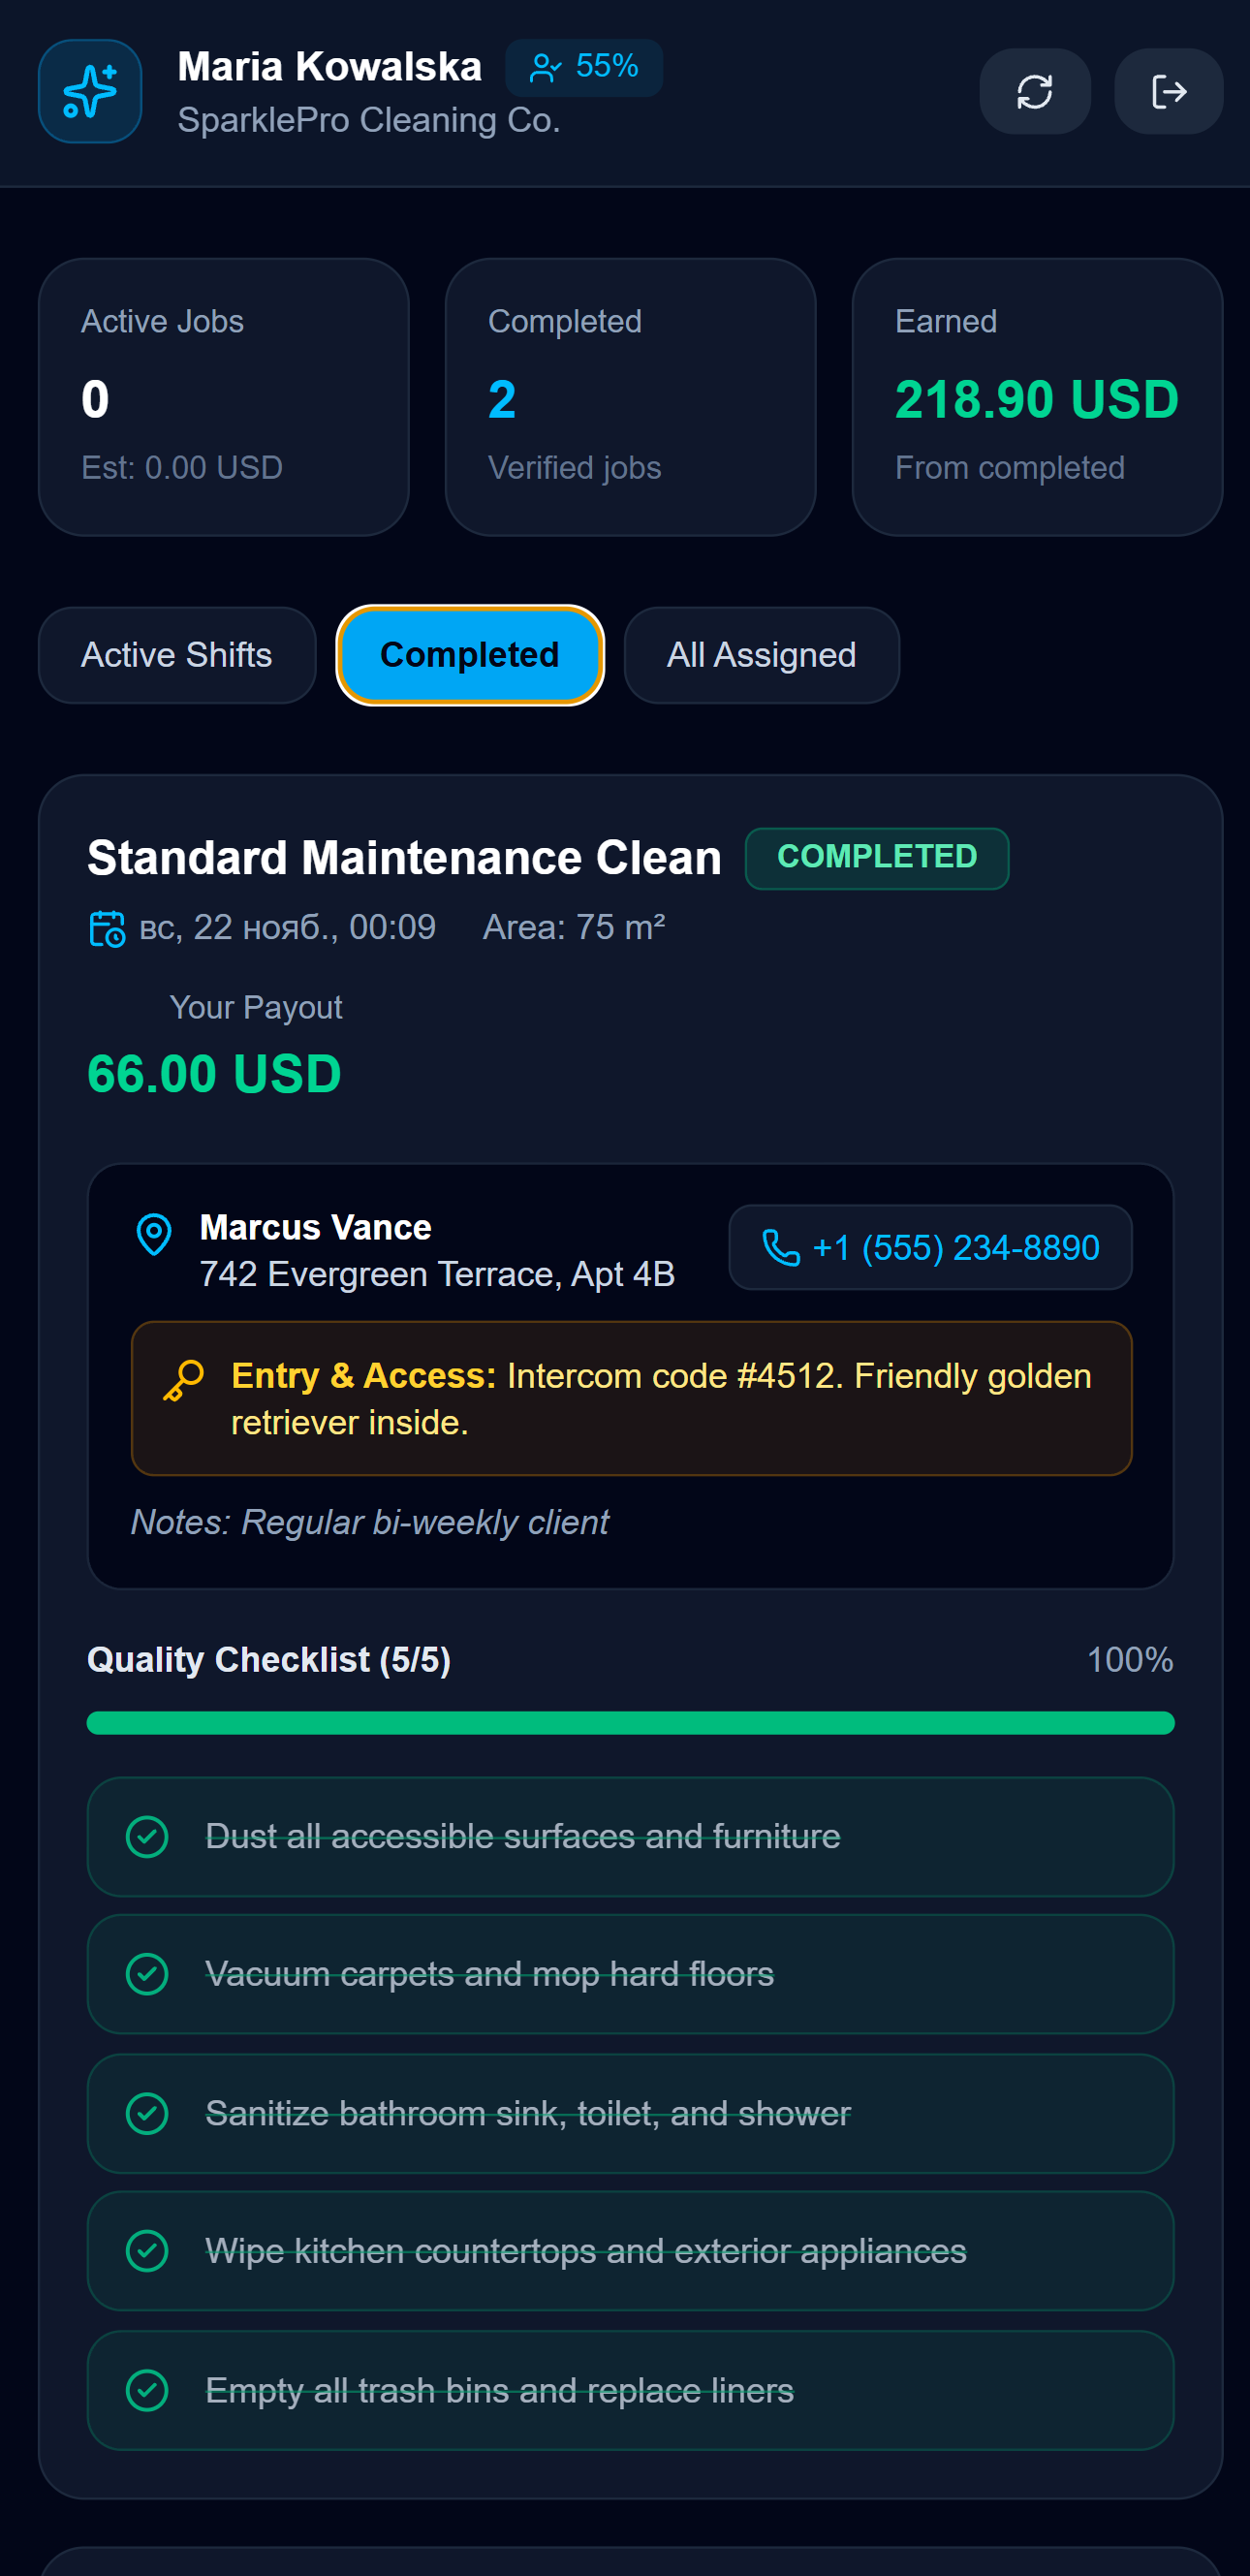 Maria Kowalska 55%
SparklePro Cleaning Co.
Active Jobs
0
Est: 0.00 USD
Completed
2
Verified jobs
Earned
218.90 USD
From completed
Active Shifts
Completed
All Assigned
Standard Maintenance Clean COMPLETED
вс, 22 нояб., 00:09 Area: 75 m²
Your Payout
66.00 USD
Marcus Vance
742 Evergreen Terrace, Apt 4B
+1 (555) 234-8890
Entry & Access: Intercom code #4512. Friendly golden
retriever inside.
Notes: Regular bi-weekly client
Quality Checklist (5/5) 100%
Dust all accessible surfaces and furniture
Vacuum carpets and mop hard floors
Sanitize bathroom sink, toilet, and shower
Wipe kitchen countertops and exterior appliances
Empty all trash bins and replace liners